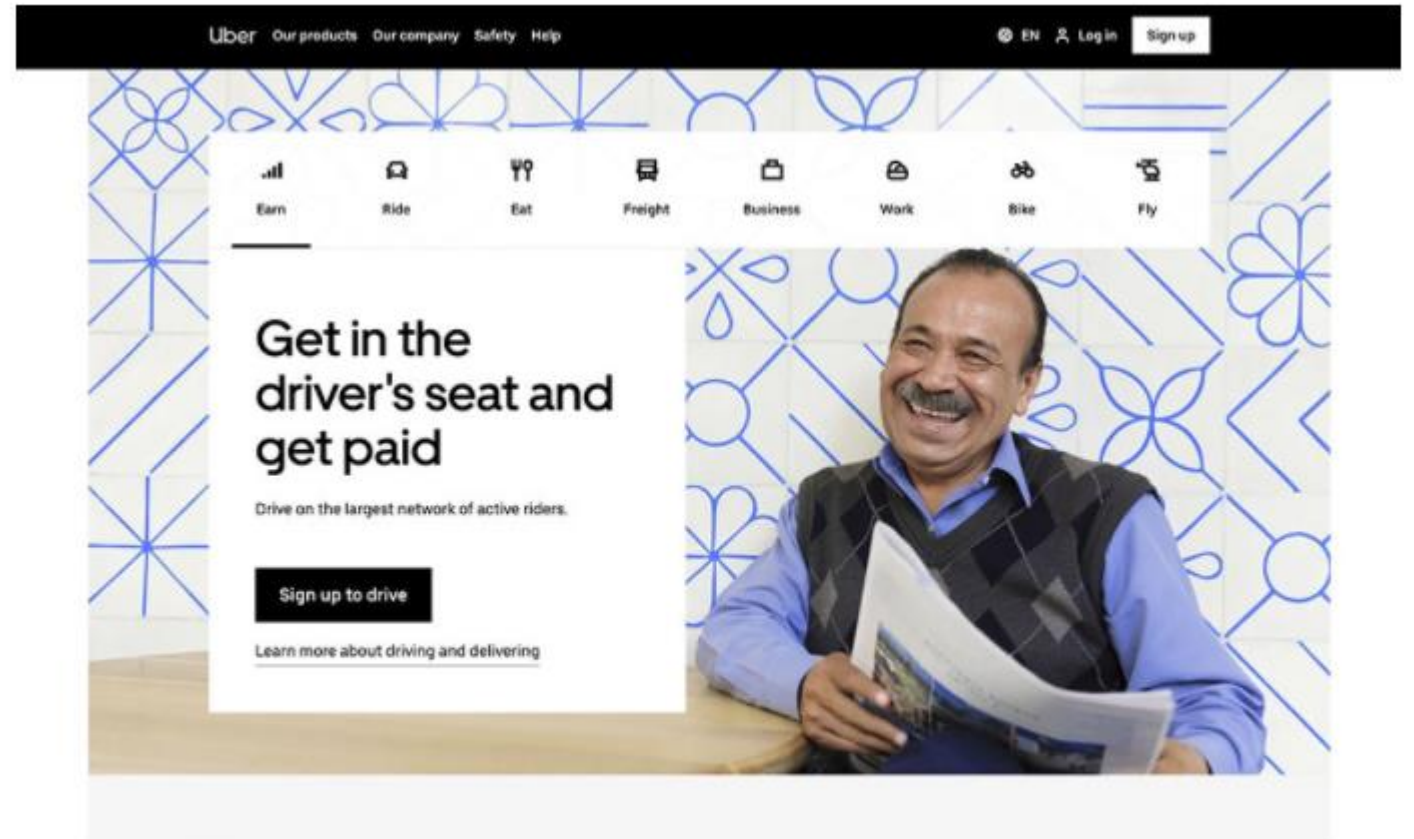 Uber Our products Our company Safety Help EN Log in Sign up
Earn Ride Eat Freight Business Work Bike Fly
Get in the
driver's seat and
get paid
Drive on the largest network of active riders.
Sign up to drive
Learn more about driving and delivering